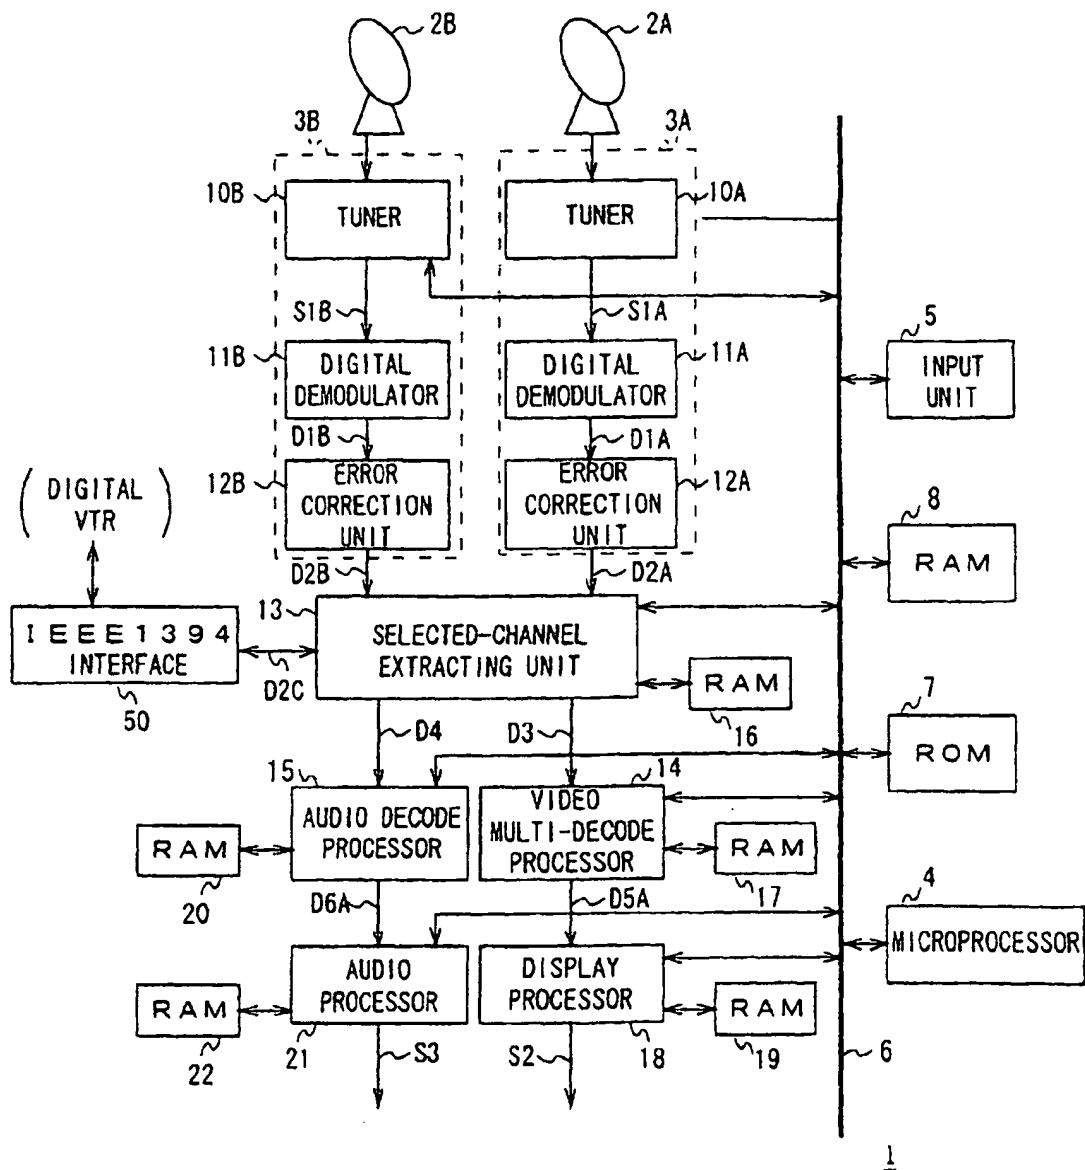 2B
2A
3B
3A
10B
TUNER
TUNER
10A
S1B
S1A
5
11B
DIGITAL
DEMODULATOR
DIGITAL
DEMODULATOR
11A
INPUT
UNIT
D1B
D1A
(DIGITAL
VTR)
12B
ERROR
CORRECTION
UNIT
ERROR
CORRECTION
UNIT
12A
8
RAM
D2B
D2A
13
IEEE1394
INTERFACE
SELECTED-CHANNEL
EXTRACTING UNIT
D2C
50
RAM
16
7
ROM
D4
D3
15
14
AUDIO DECODE
PROCESSOR
VIDEO
MULTI-DECODE
PROCESSOR
RAM
20
RAM
17
D6A
D5A
4
MICROPROCESSOR
AUDIO
PROCESSOR
DISPLAY
PROCESSOR
RAM
22
RAM
19
21
S3
S2
18
6
1